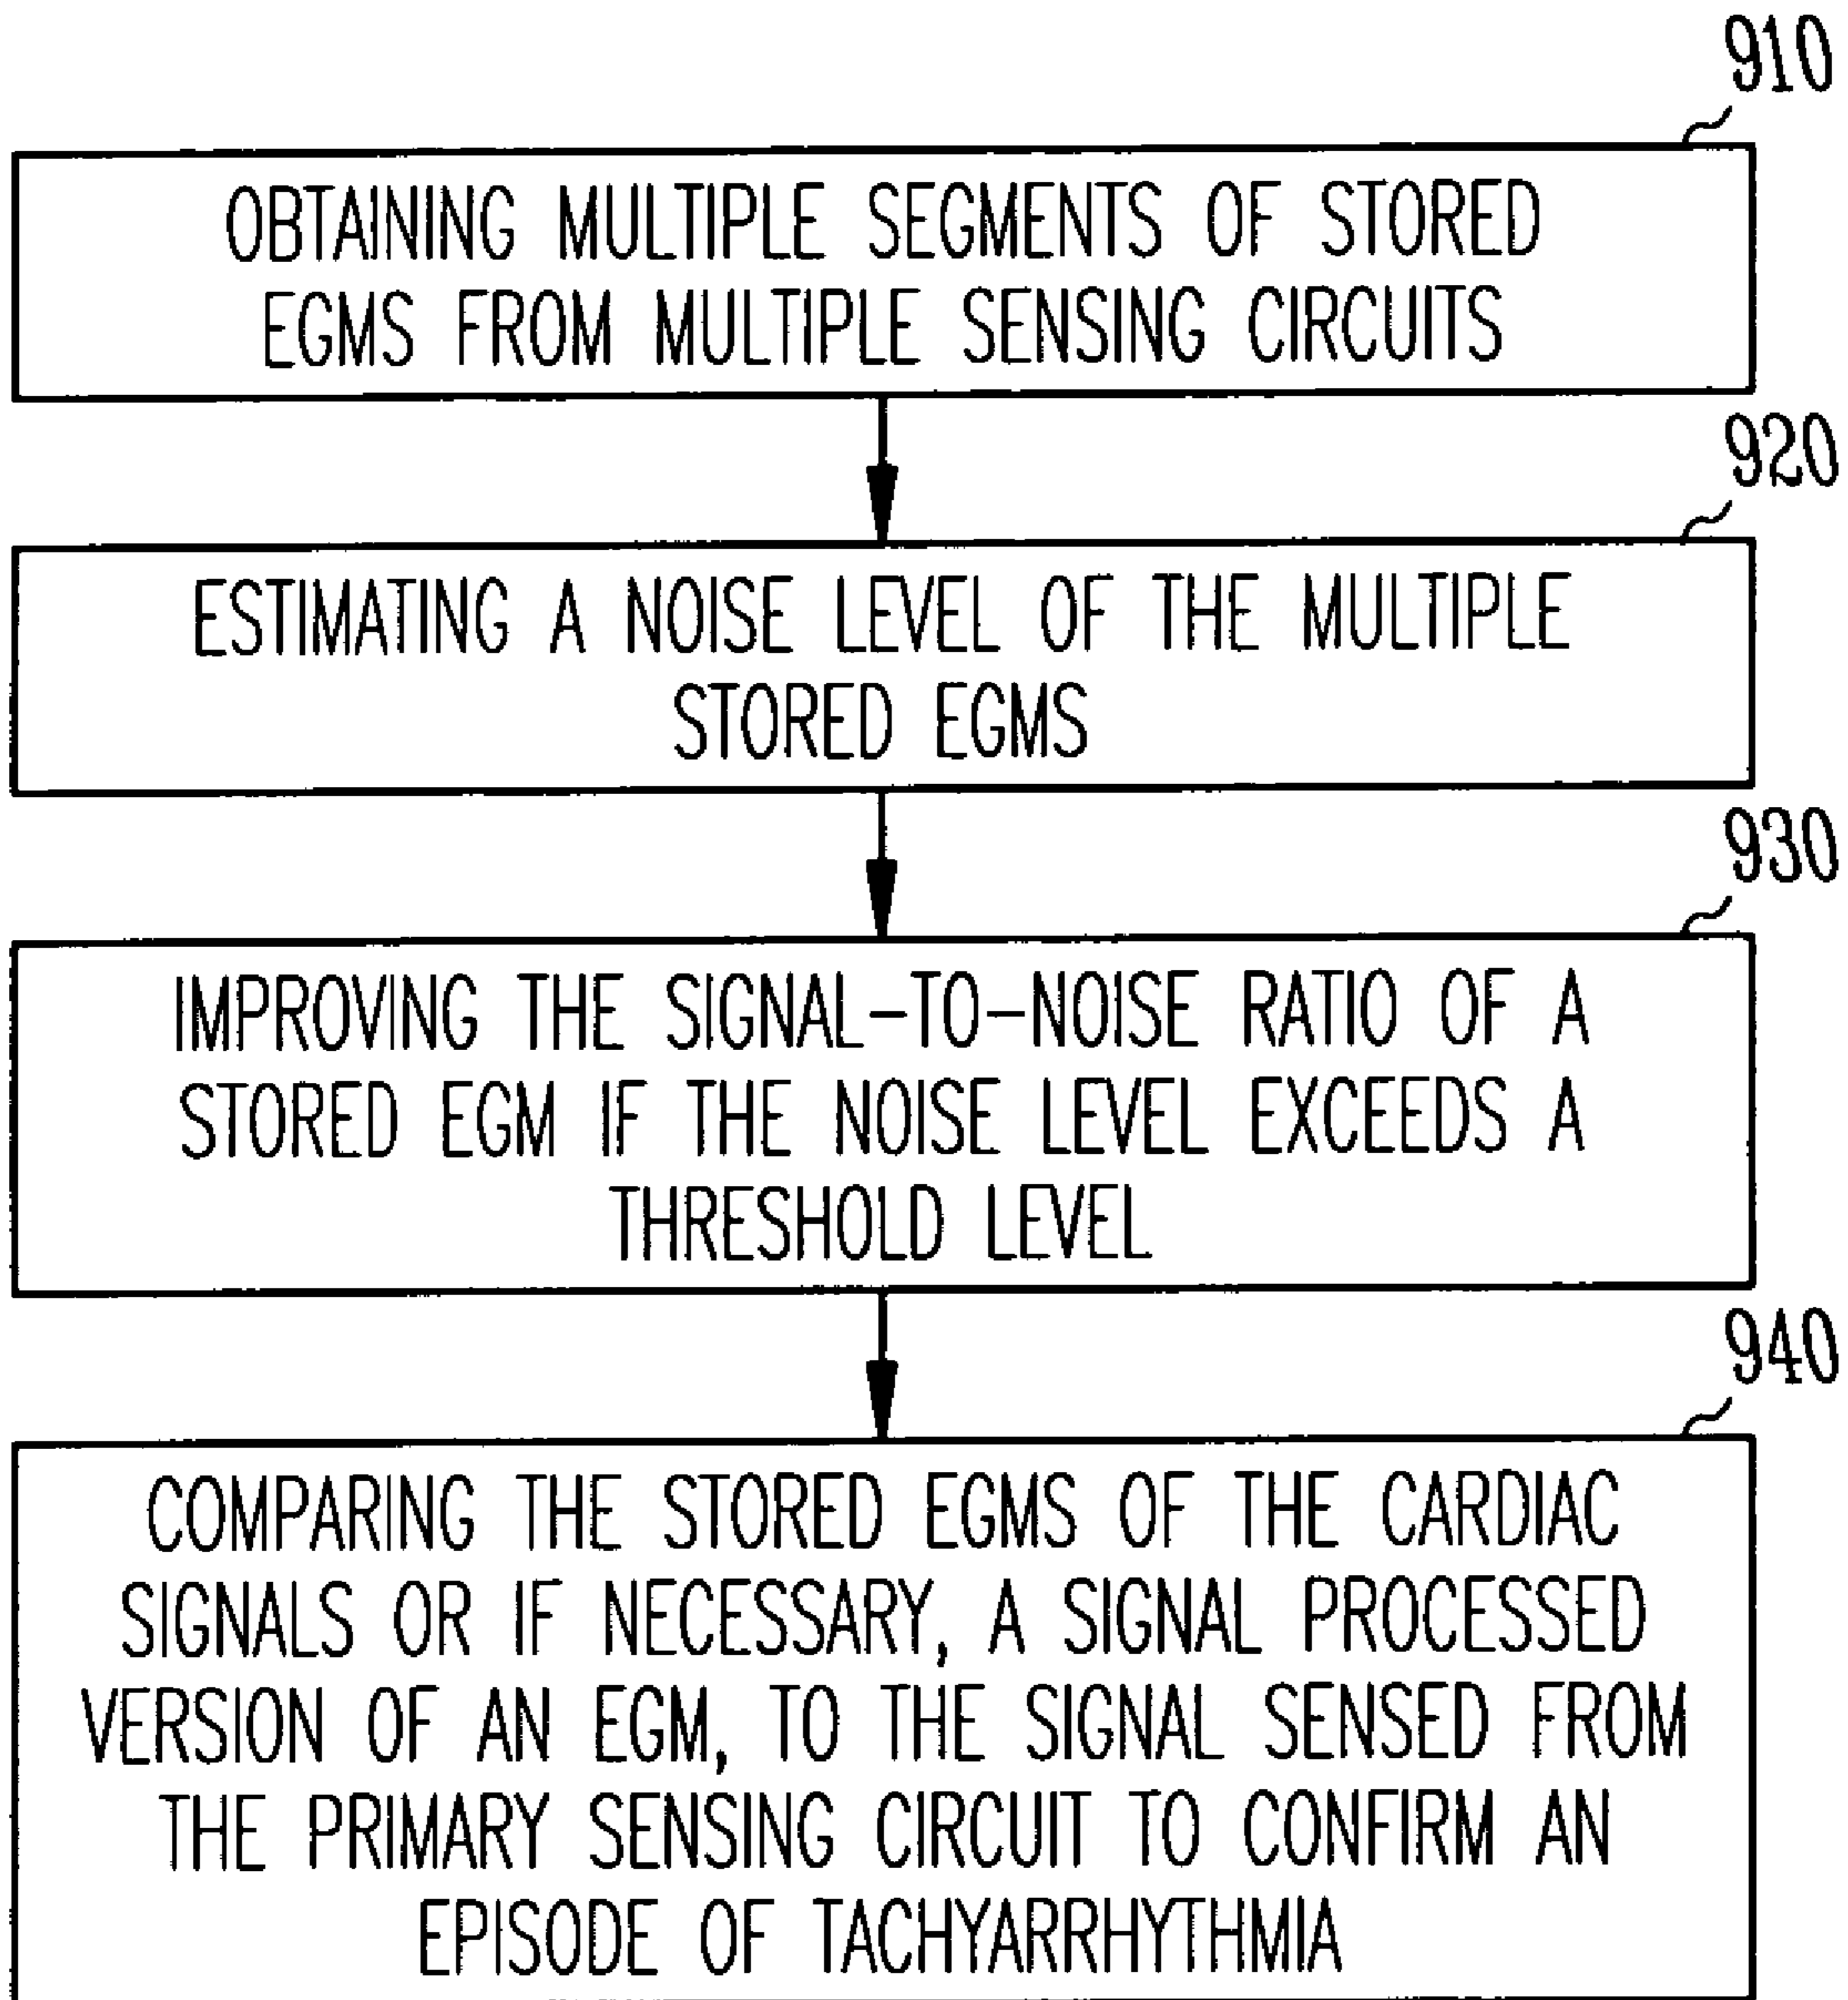 910
OBTAINING MULTIPLE SEGMENTS OF STORED
EGMS FROM MULTIPLE SENSING CIRCUITS
920
ESTIMATING A NOISE LEVEL OF THE MULTIPLE
STORED EGMS
930
IMPROVING THE SIGNAL-TO-NOISE RATIO OF A
STORED EGM IF THE NOISE LEVEL EXCEEDS A
THRESHOLD LEVEL
940
COMPARING THE STORED EGMS OF THE CARDIAC
SIGNALS OR IF NECESSARY, A SIGNAL PROCESSED
VERSION OF AN EGM, TO THE SIGNAL SENSED FROM
THE PRIMARY SENSING CIRCUIT TO CONFIRM AN
EPISODE OF TACHYARRHYTHMIA